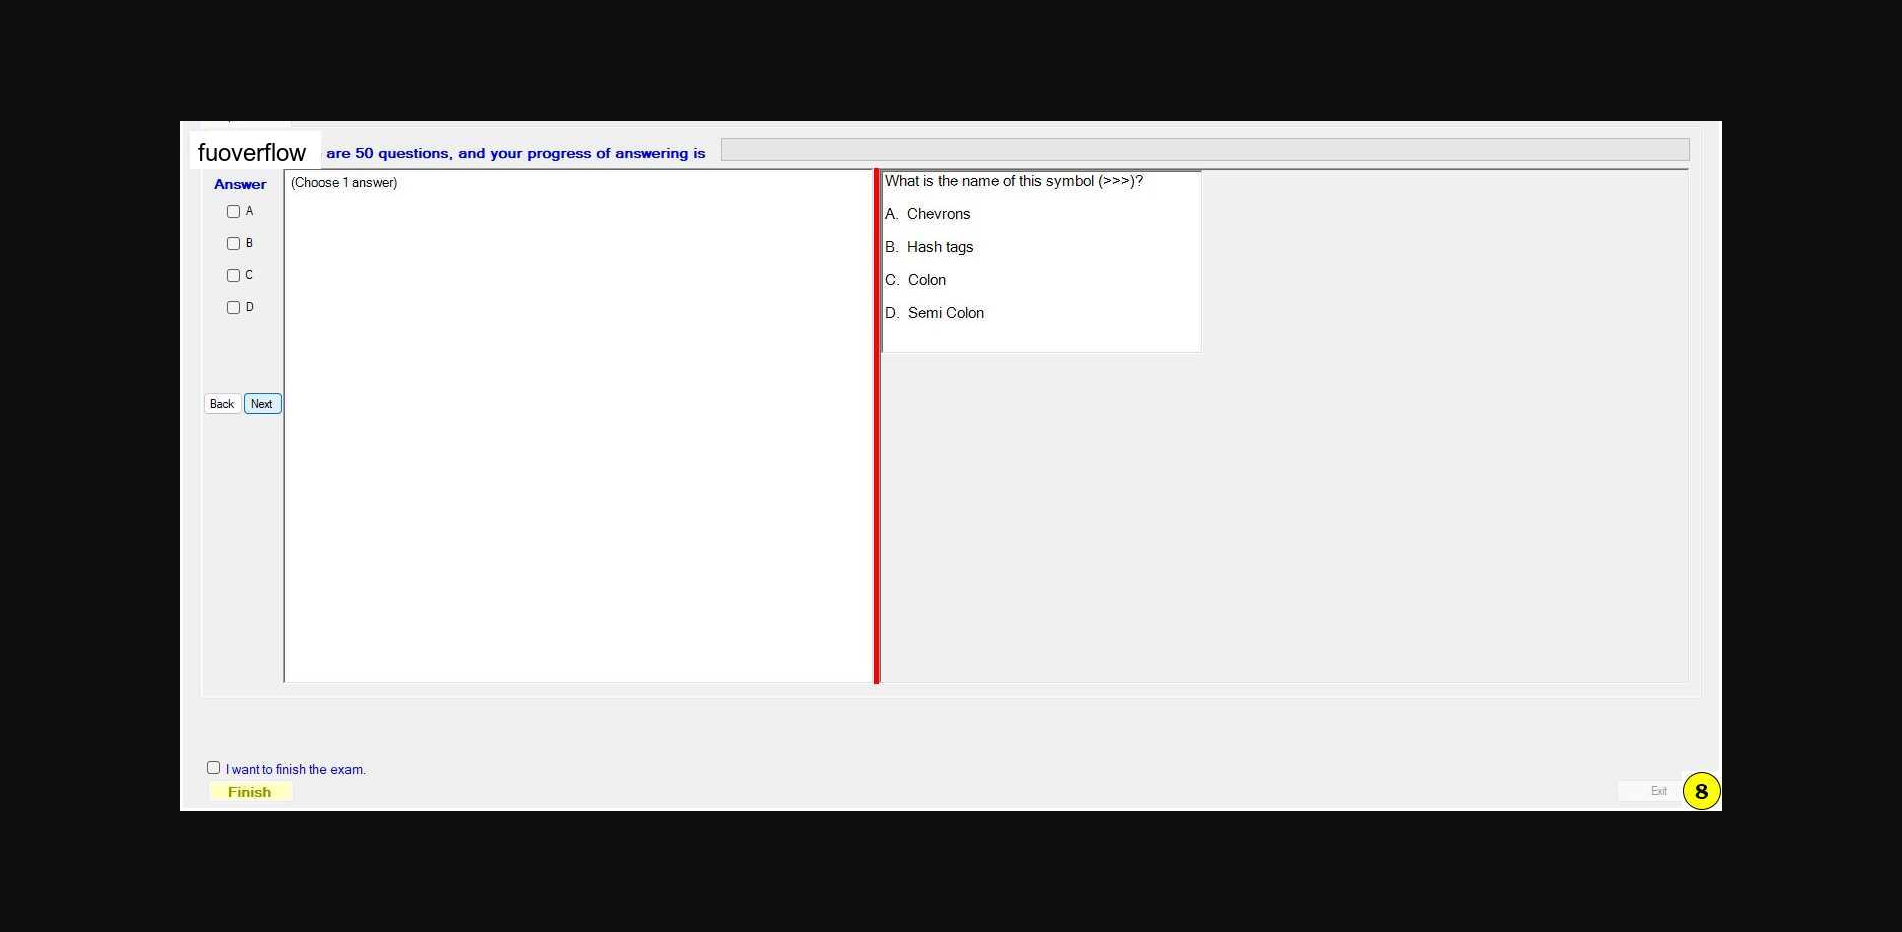 fuoverflow are 50 questions, and your progress of answering is
Answer
(Choose 1 answer)
A
B
C
D
Back Next
What is the name of this symbol (>>>)?
A. Chevrons
B. Hash tags
C. Colon
D. Semi Colon
I want to finish the exam.
Finish
Exit
8